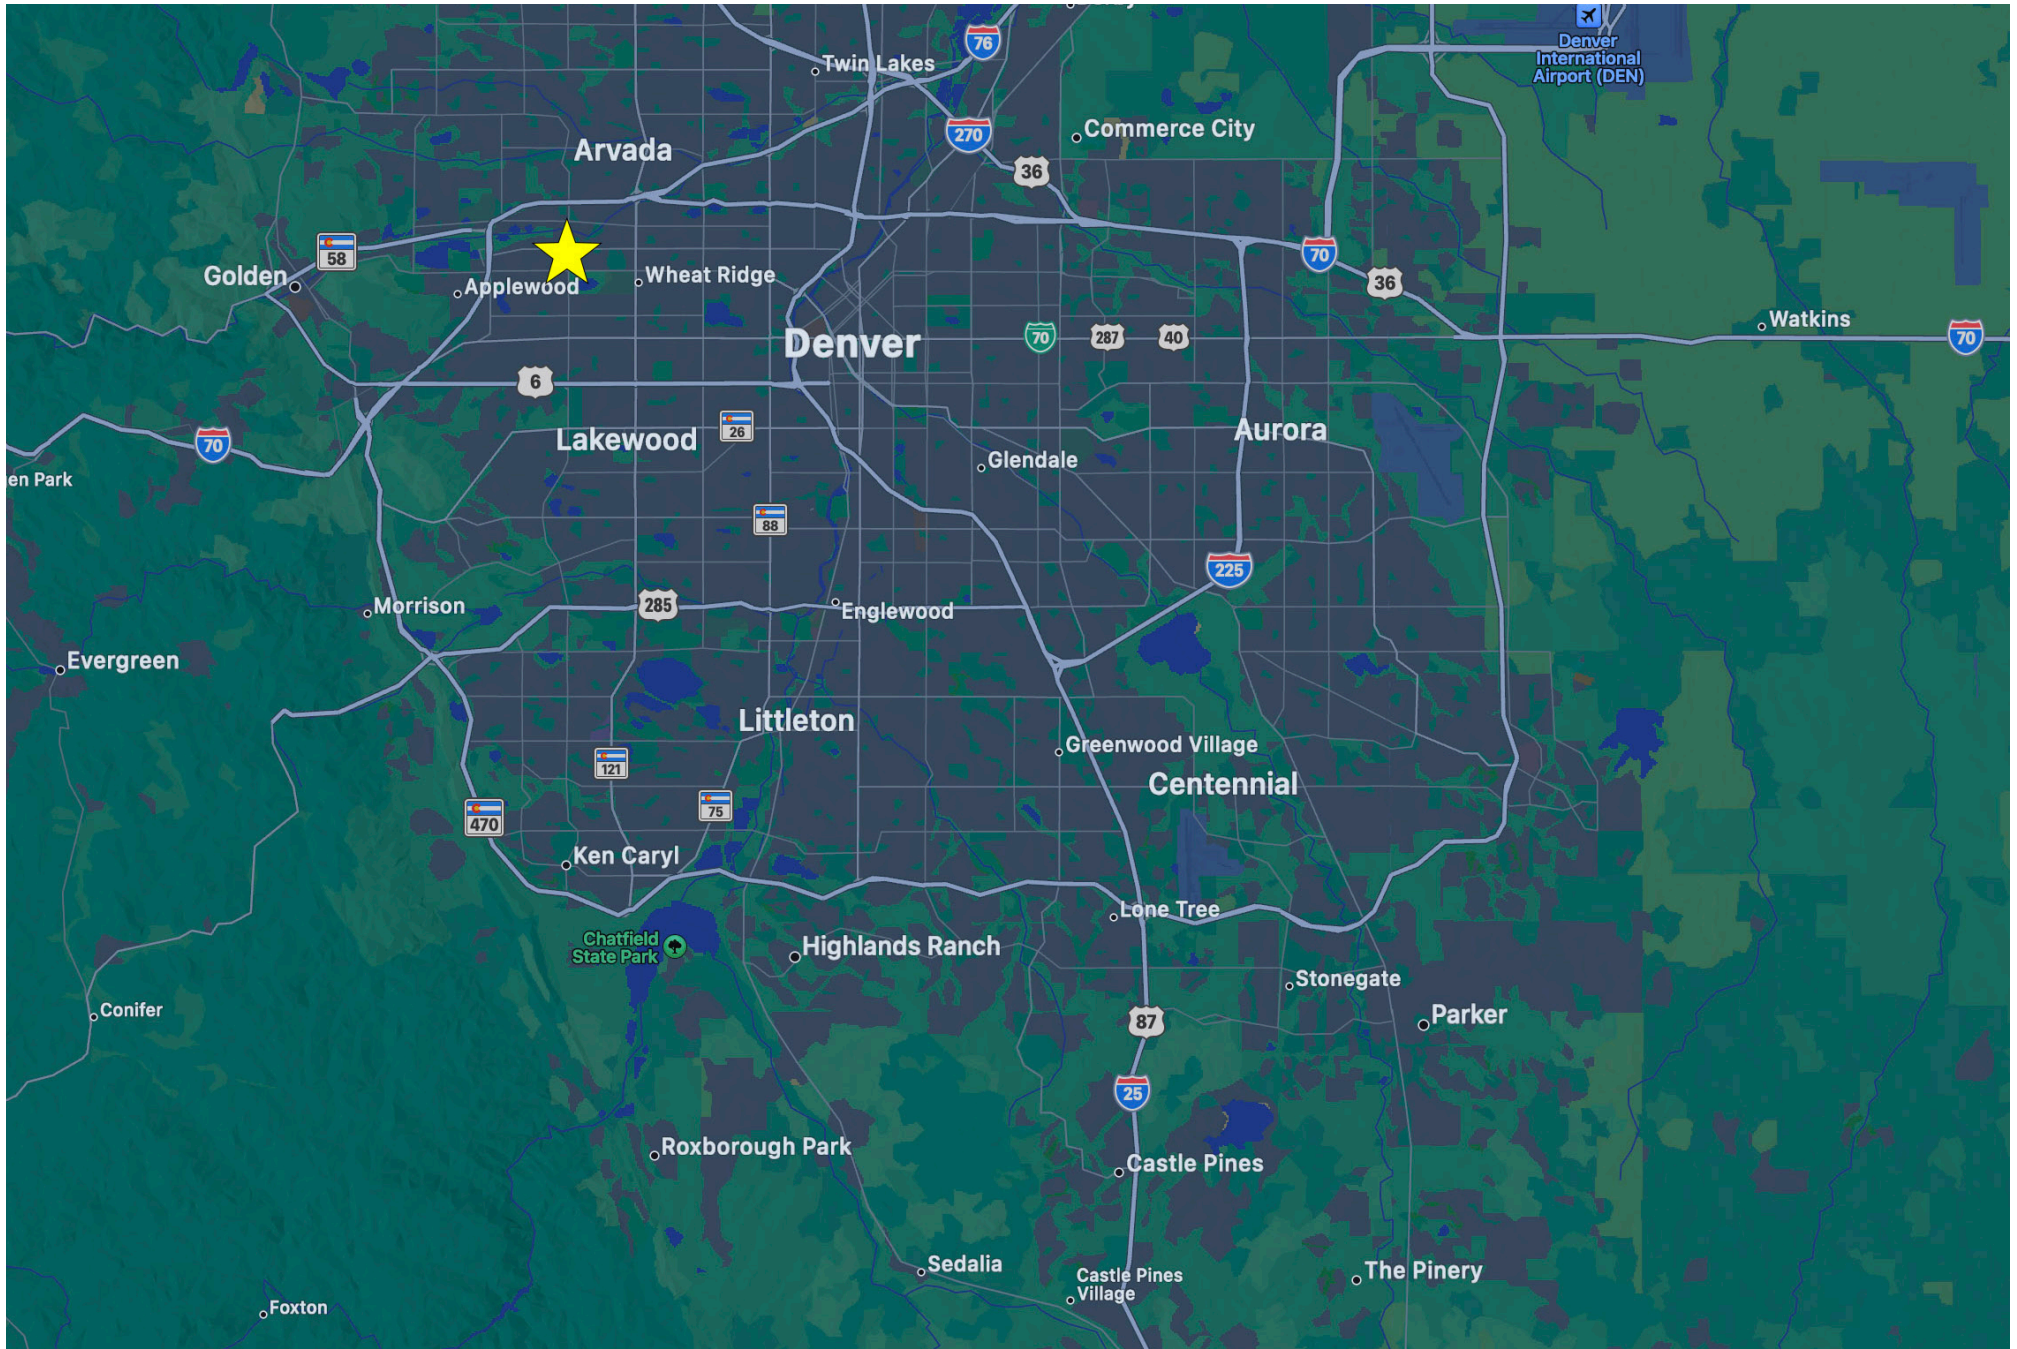 76
Twin Lakes
Denver
International
Airport (DEN)
270
Commerce City
Arvada
36
58
70
Golden
Applewood
Wheat Ridge
36
Denver
70
287
40
Watkins
70
6
26
Lakewood
Aurora
70
Glendale
en Park
88
225
Morrison
285
Englewood
Evergreen
Littleton
Greenwood Village
121
Centennial
75
470
Ken Caryl
Lone Tree
Chatfield
State Park
Highlands Ranch
Stonegate
Conifer
87
Parker
25
Roxborough Park
Castle Pines
Sedalia
Castle Pines
Village
The Pinery
Foxton